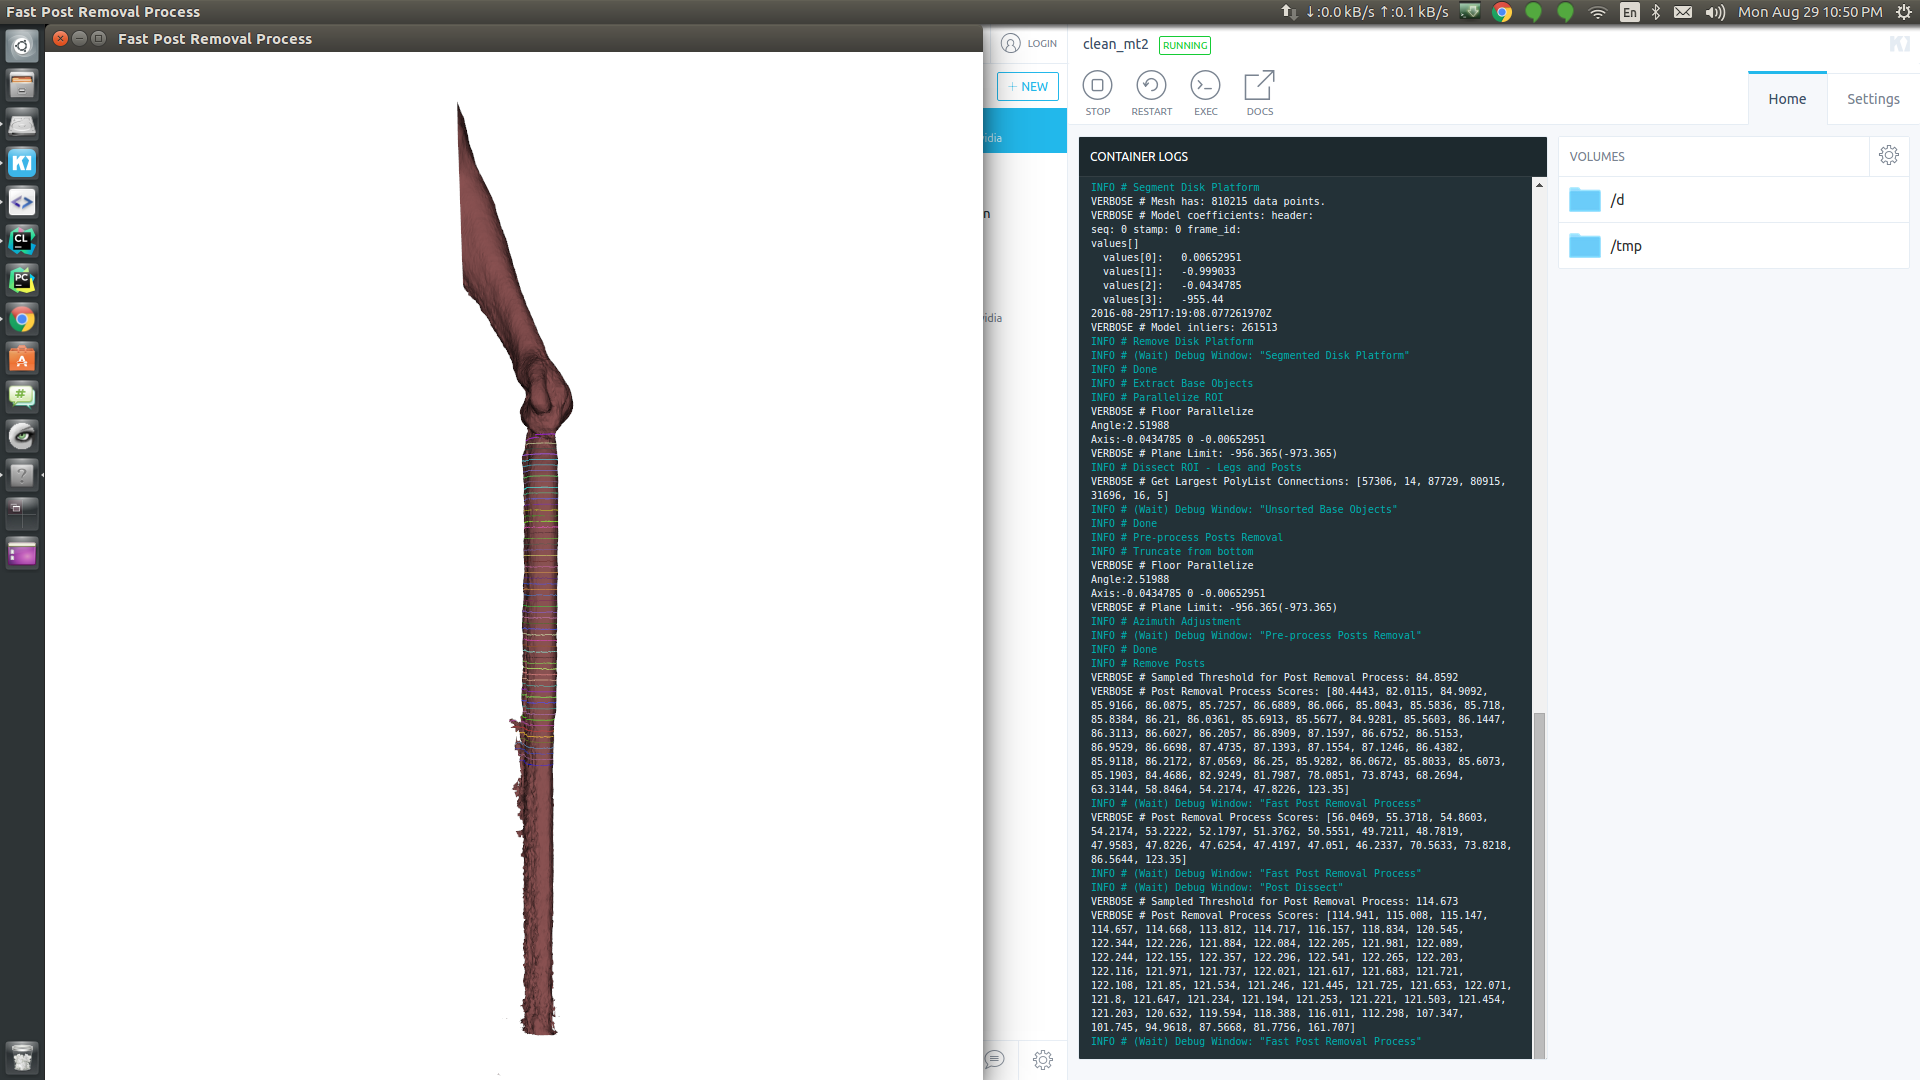 Fast Post Removal Process
↓:0.0 kB/s ↑:0.1 kB/s
En
Mon Aug 29 10:50 PM
Fast Post Removal Process
LOGIN
+ NEW
idia
n
idia
CL
PC
clean_mt2 RUNNING
STOP RESTART EXEC DOCS
Home Settings
CONTAINER LOGS
INFO # Segment Disk Platform
VERBOSE # Mesh has: 810215 data points.
VERBOSE # Model coefficients: header:
seq: 0 stamp: 0 frame_id:
values[]
values[0]: 0.00652951
values[1]: -0.999033
values[2]: -0.0434785
values[3]: -955.44
2016-08-29T17:19:08.077261970Z
VERBOSE # Model inliers: 261513
INFO # Remove Disk Platform
INFO # (Wait) Debug Window: "Segmented Disk Platform"
INFO # Done
INFO # Extract Base Objects
INFO # Parallelize ROI
VERBOSE # Floor Parallelize
Angle:2.51988
Axis:-0.0434785 0 -0.00652951
VERBOSE # Plane Limit: -956.365(-973.365)
INFO # Dissect ROI - Legs and Posts
VERBOSE # Get Largest PolyList Connections: [57306, 14, 87729, 80915,
31696, 16, 5]
INFO # (Wait) Debug Window: "Unsorted Base Objects"
INFO # Done
INFO # Pre-process Posts Removal
INFO # Truncate from bottom
VERBOSE # Floor Parallelize
Angle:2.51988
Axis:-0.0434785 0 -0.00652951
VERBOSE # Plane Limit: -956.365(-973.365)
INFO # Azimuth Adjustment
INFO # (Wait) Debug Window: "Pre-process Posts Removal"
INFO # Done
INFO # Remove Posts
VERBOSE # Sampled Threshold for Post Removal Process: 84.8592
VERBOSE # Post Removal Process Scores: [80.4443, 82.0115, 84.9092,
85.9166, 86.0875, 85.7257, 86.6889, 86.066, 85.8043, 85.5836, 85.718,
85.8384, 86.21, 86.0361, 85.6913, 85.5677, 84.9281, 85.5603, 86.1447,
86.3113, 86.6027, 86.2057, 86.8909, 87.1597, 86.6752, 86.5153,
86.9529, 86.6698, 87.4735, 87.1393, 87.1554, 87.1246, 86.4382,
85.9118, 86.2172, 87.0569, 86.25, 85.9282, 86.0672, 85.8033, 85.6073,
85.1903, 84.4686, 82.9249, 81.7987, 78.0851, 73.8743, 68.2694,
63.3144, 58.8464, 54.2174, 47.8226, 123.35]
INFO # (Wait) Debug Window: "Fast Post Removal Process"
VERBOSE # Post Removal Process Scores: [56.0469, 55.3718, 54.8603,
54.2174, 53.2222, 52.1797, 51.3762, 50.5551, 49.7211, 48.7819,
47.9583, 47.8226, 47.6254, 47.4197, 47.051, 46.2337, 70.5633, 73.8218,
86.5644, 123.35]
INFO # (Wait) Debug Window: "Fast Post Removal Process"
INFO # (Wait) Debug Window: "Post Dissect"
VERBOSE # Sampled Threshold for Post Removal Process: 114.673
VERBOSE # Post Removal Process Scores: [114.941, 115.008, 115.147,
114.657, 114.668, 113.812, 114.717, 116.157, 118.834, 120.545,
122.344, 122.226, 121.884, 122.084, 122.205, 121.981, 122.089,
122.244, 122.155, 122.357, 122.296, 122.541, 122.265, 122.203,
122.116, 121.971, 121.737, 122.021, 121.617, 121.683, 121.721,
122.108, 121.85, 121.534, 121.246, 121.445, 121.725, 121.653, 122.071,
121.8, 121.647, 121.234, 121.194, 121.253, 121.221, 121.503, 121.454,
121.203, 120.632, 119.594, 118.388, 116.011, 112.298, 107.347,
101.745, 94.9618, 87.5668, 81.7756, 161.707]
INFO # (Wait) Debug Window: "Fast Post Removal Process"
VOLUMES
/d
/tmp